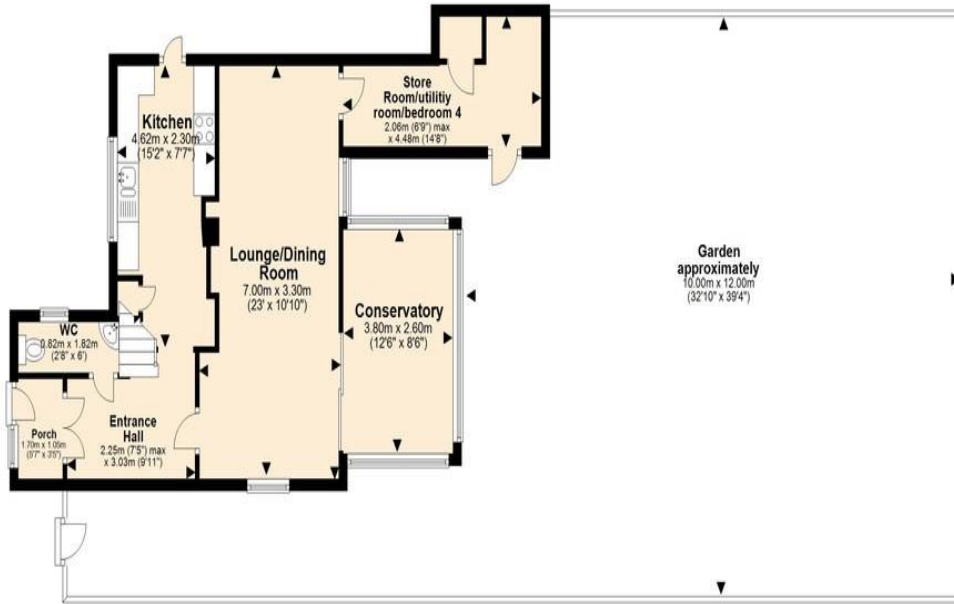 Kitchen
4.62m x 2.30m
(15'2" x 7'7")
Store
Room/utilitiy
room/bedroom 4
2.06m (6'9") max
x 4.48m (14'8")
Lounge/Dining
Room
7.00m x 3.30m
(23' x 10'10")
Conservatory
3.80m x 2.60m
(12'6" x 8'6")
Garden
approximately
10.00m x 12.00m
(32'10" x 39'4")
WC
0.82m x 1.82m
(2'8" x 6')
Porch
1.70m x 1.05m
(5'7" x 3'5")
Entrance
Hall
2.25m (7'5") max
x 3.03m (9'11")